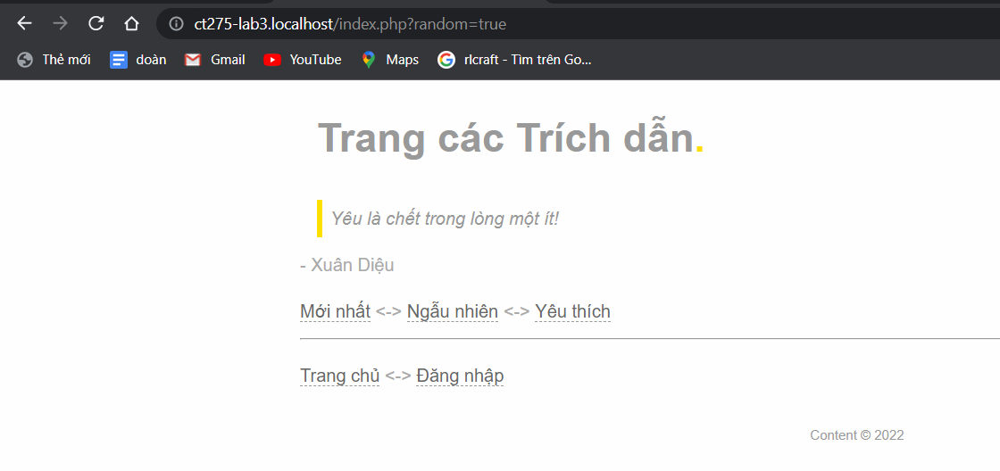 ct275-lab3.localhost/index.php?random=true
Thẻ mới doàn Gmail YouTube Maps rlcraft - Tìm trên Go...
Trang các Trích dẫn.
Yêu là chết trong lòng một ít!
- Xuân Diệu
Mới nhất <-> Ngẫu nhiên <-> Yêu thích
Trang chủ <-> Đăng nhập
Content © 2022